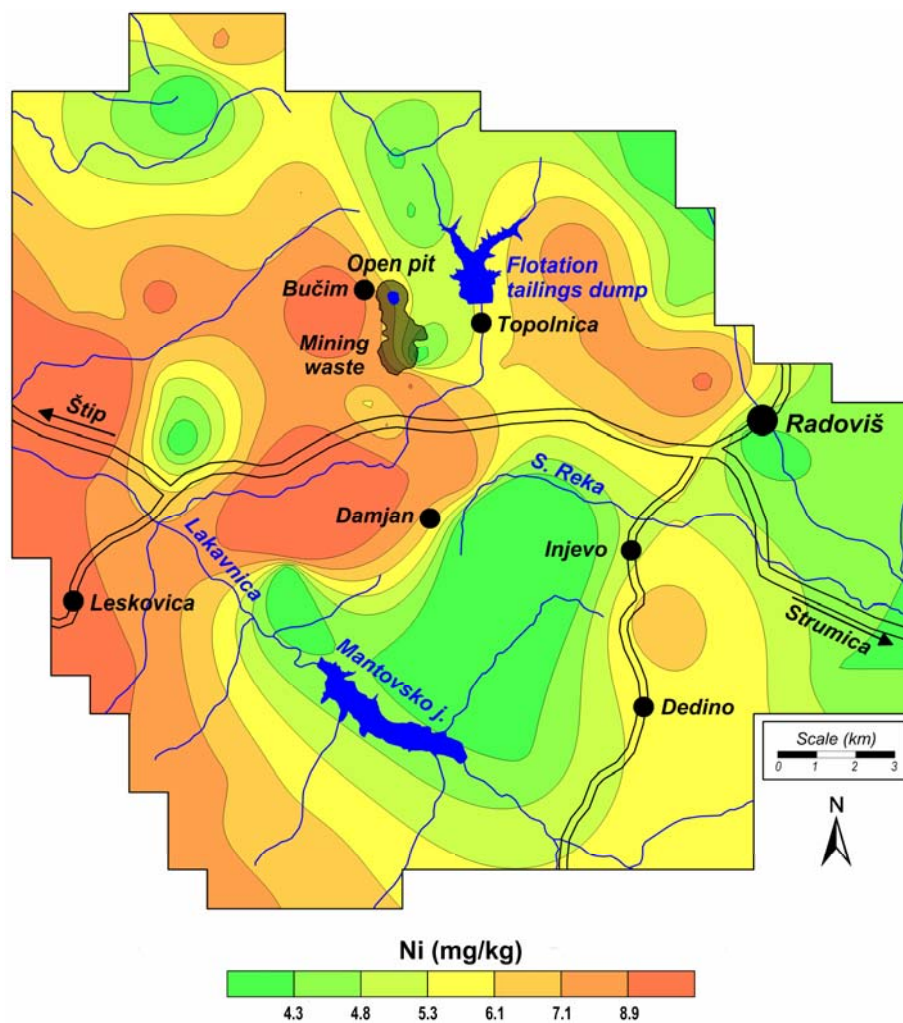 Open pit
Bučim
Flotation
tailings dump
Mining
waste
Topolnica
Štip
Radoviš
S. Reka
Damjan
Lakavnica
Injevo
Leskovica
Strumica
Mantovsko j.
Dedino
Scale (km)
0 1 2 3
N
Ni (mg/kg)
4.3 4.8 5.3 6.1 7.1 8.9